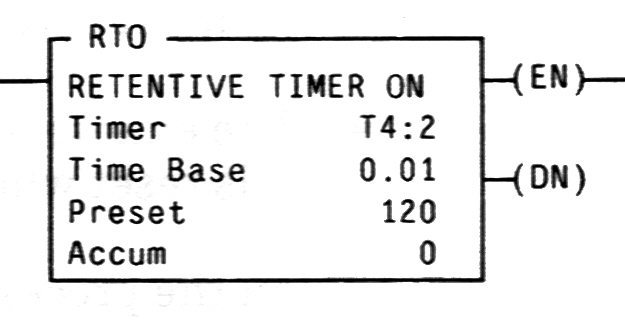 RTO
RETENTIVE TIMER ON (EN)
Timer T4:2
Time Base 0.01 (DN)
Preset 120
Accum 0